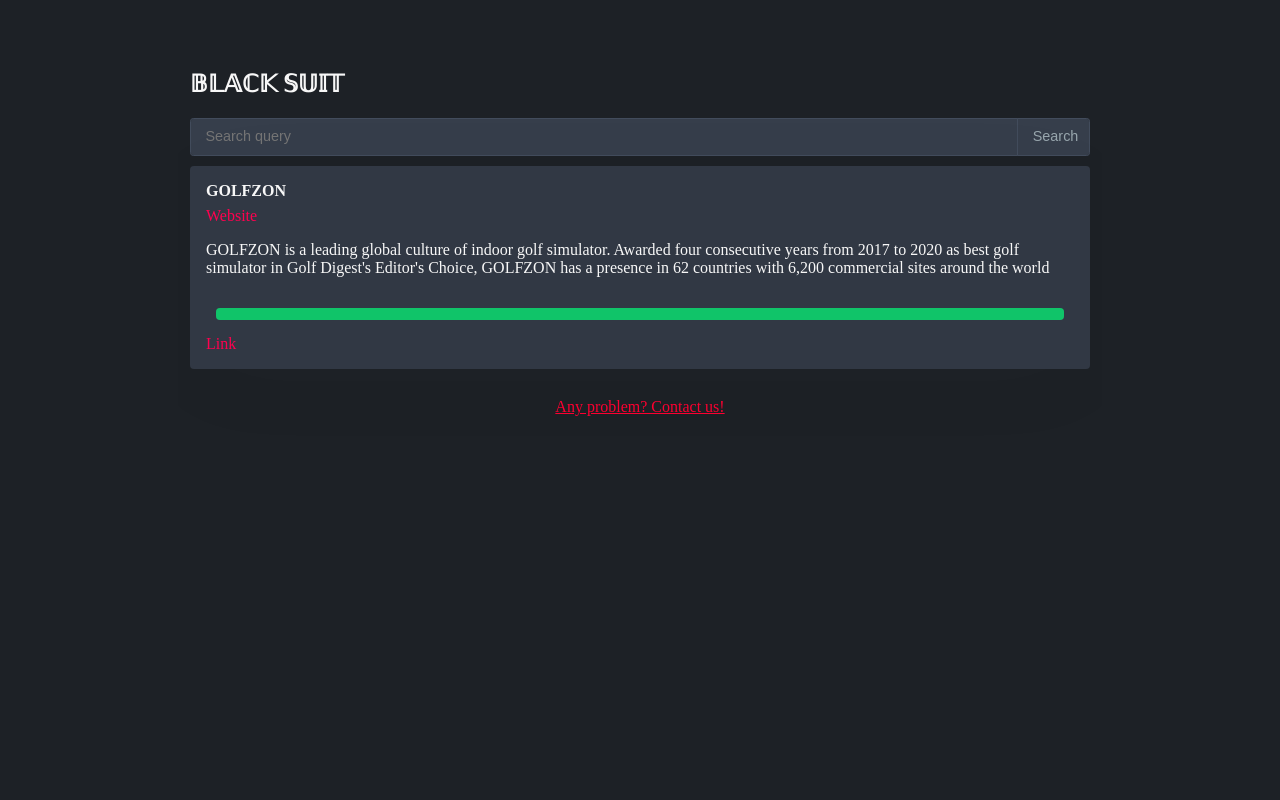 𝔹𝕃𝔸ℂ𝕂 𝕊𝕌𝕀𝕋
Search query
Search
GOLFZON
Website
GOLFZON is a leading global culture of indoor golf simulator. Awarded four consecutive years from 2017 to 2020 as best golf
simulator in Golf Digest's Editor's Choice, GOLFZON has a presence in 62 countries with 6,200 commercial sites around the world
Link
Any problem? Contact us!